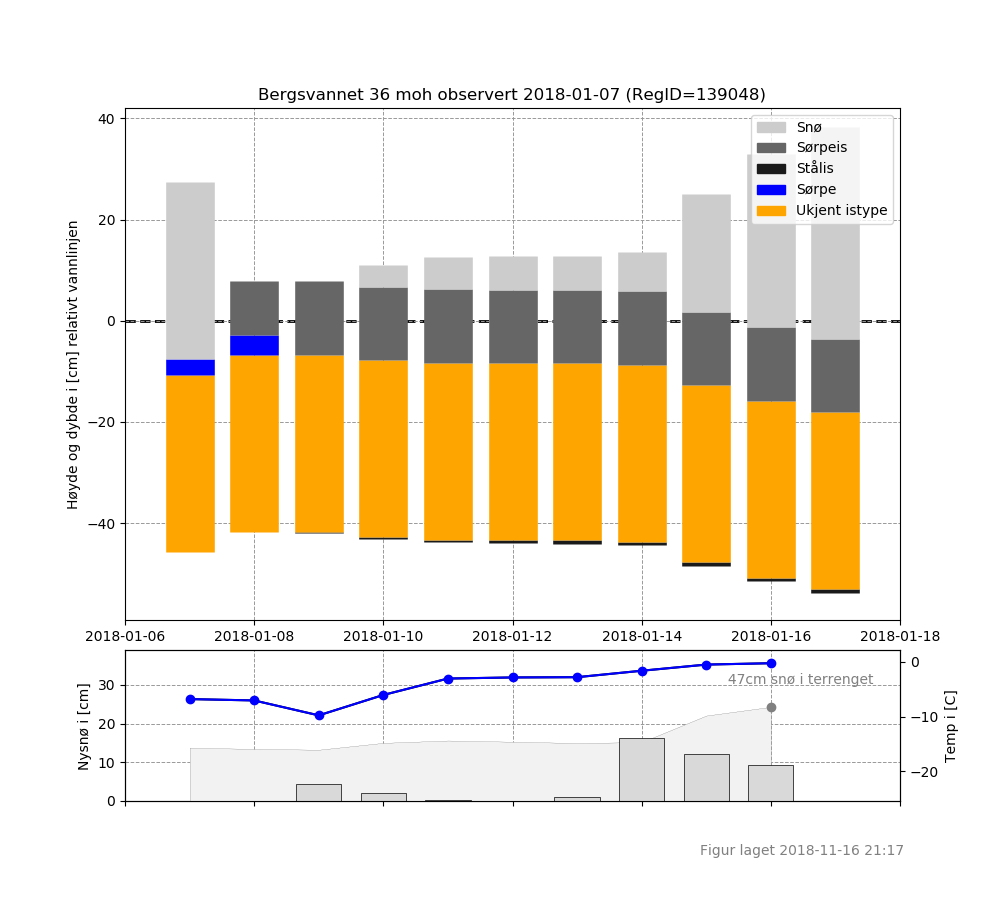 Bergsvannet 36 moh observert 2018-01-07 (RegID=139048)
Høyde og dybde i [cm] relativt vannlinjen
40
20
0
−20
−40
Snø
Sørpeis
Stålis
Sørpe
Ukjent istype
2018-01-06 2018-01-08 2018-01-10 2018-01-12 2018-01-14 2018-01-16 2018-01-18
Nysnø i [cm]
30
20
10
0
47cm snø i terrenget
0
−10
−20
Temp i [C]
Figur laget 2018-11-16 21:17